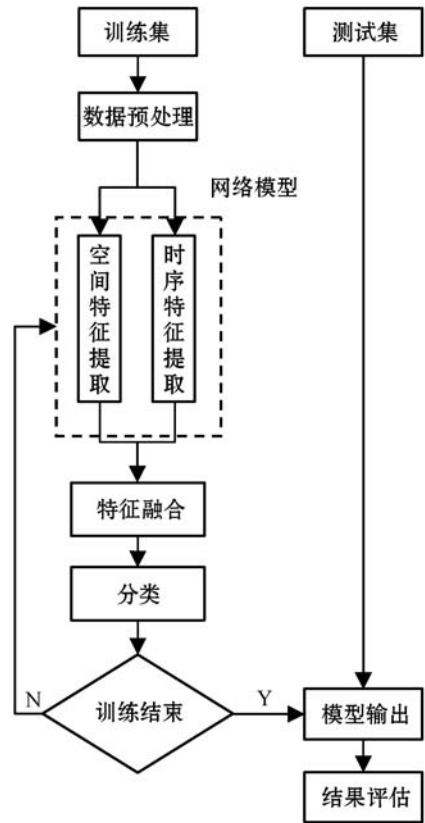 训练集
测试集
数据预处理
网络模型
空间特征提取
时序特征提取
特征融合
分类
训练结束
N
Y
模型输出
结果评估